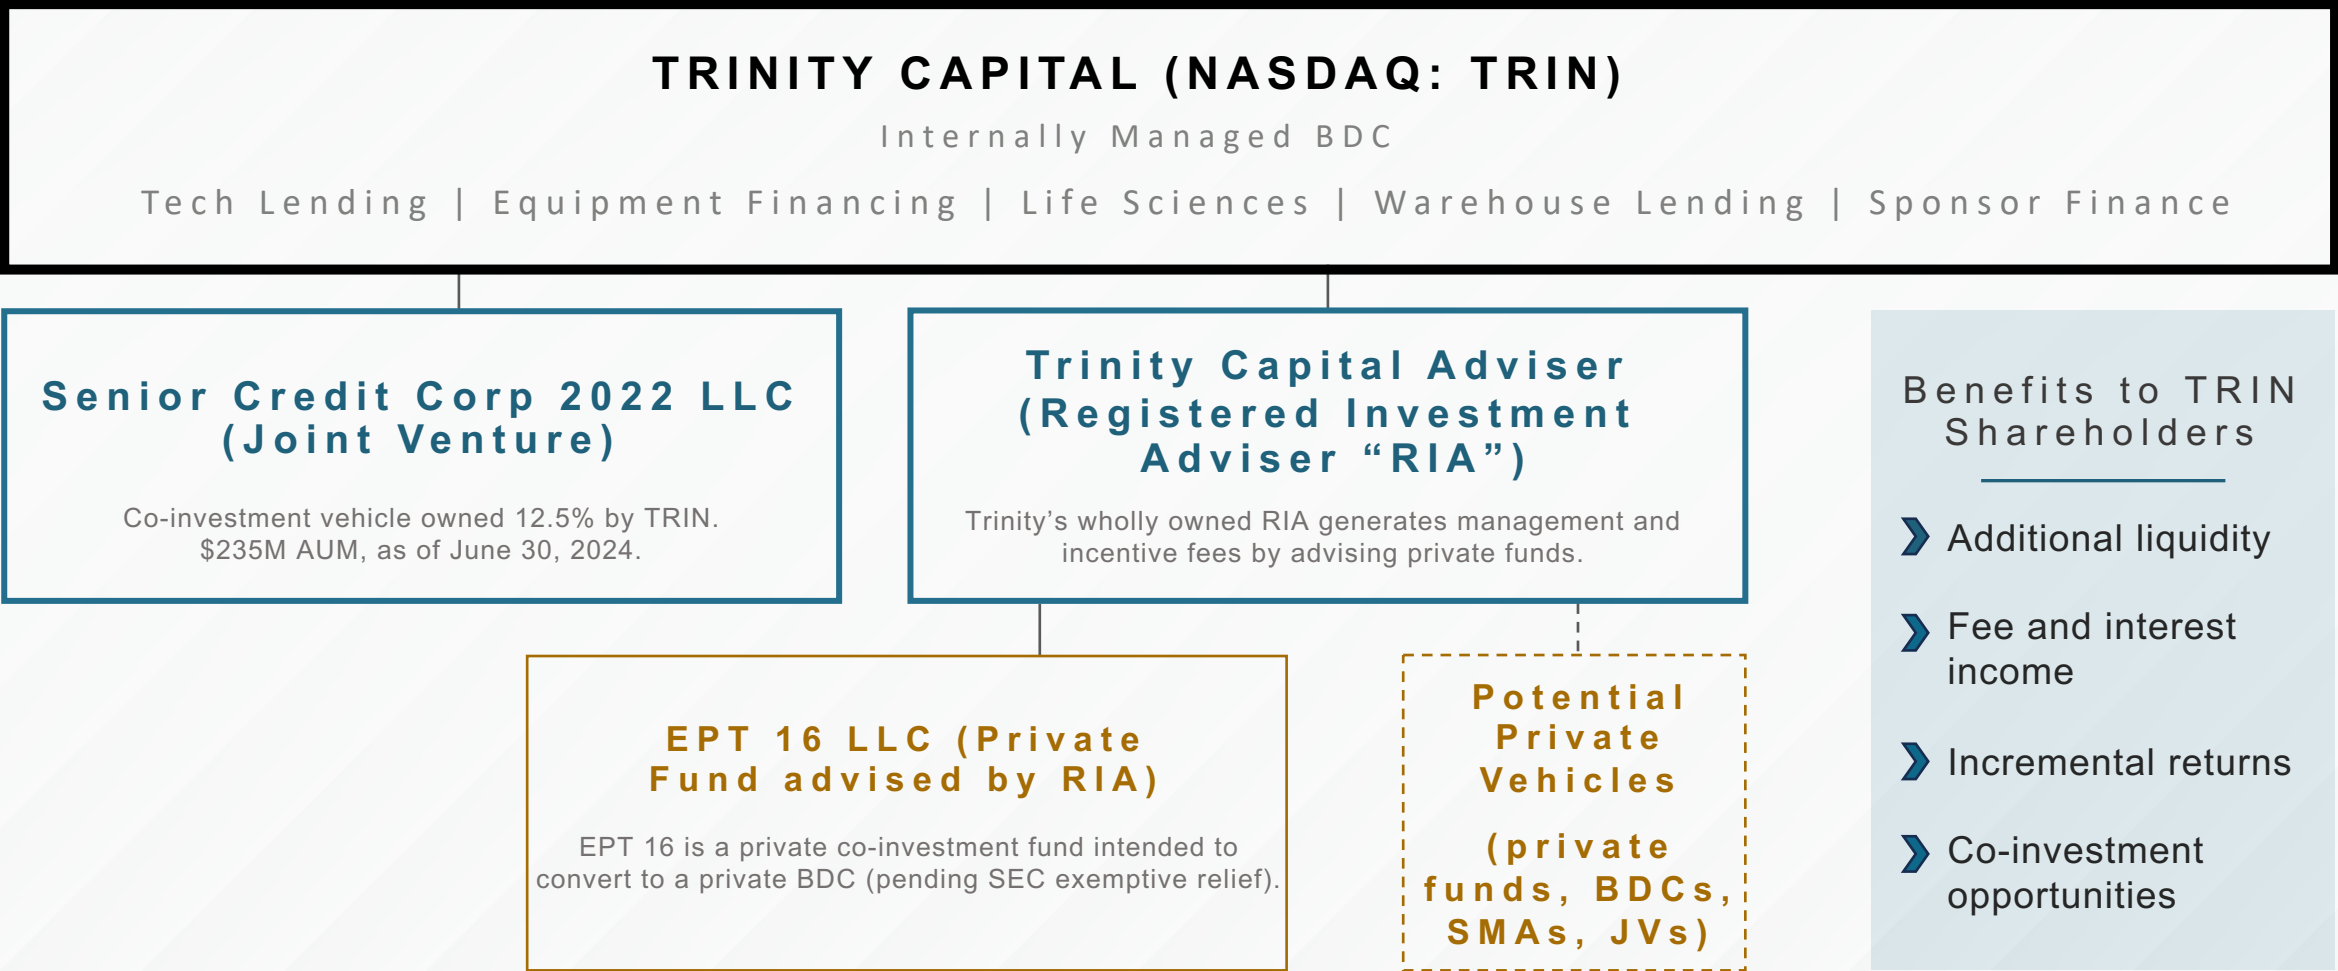 TRINITY CAPITAL (NASDAQ: TRIN)
Internally Managed BDC
Tech Lending | Equipment Financing | Life Sciences | Warehouse Lending | Sponsor Finance
Senior Credit Corp 2022 LLC
(Joint Venture)
Co-investment vehicle owned 12.5% by TRIN.
$235M AUM, as of June 30, 2024.
Trinity Capital Adviser
(Registered Investment
Adviser “RIA”)
Trinity’s wholly owned RIA generates management and
incentive fees by advising private funds.
EPT 16 LLC (Private
Fund advised by RIA)
EPT 16 is a private co-investment fund intended to
convert to a private BDC (pending SEC exemptive relief).
Potential
Private
Vehicles
(private
funds, BDCs,
SMAs, JVs)
Benefits to TRIN
Shareholders
Additional liquidity
Fee and interest
income
Incremental returns
Co-investment
opportunities